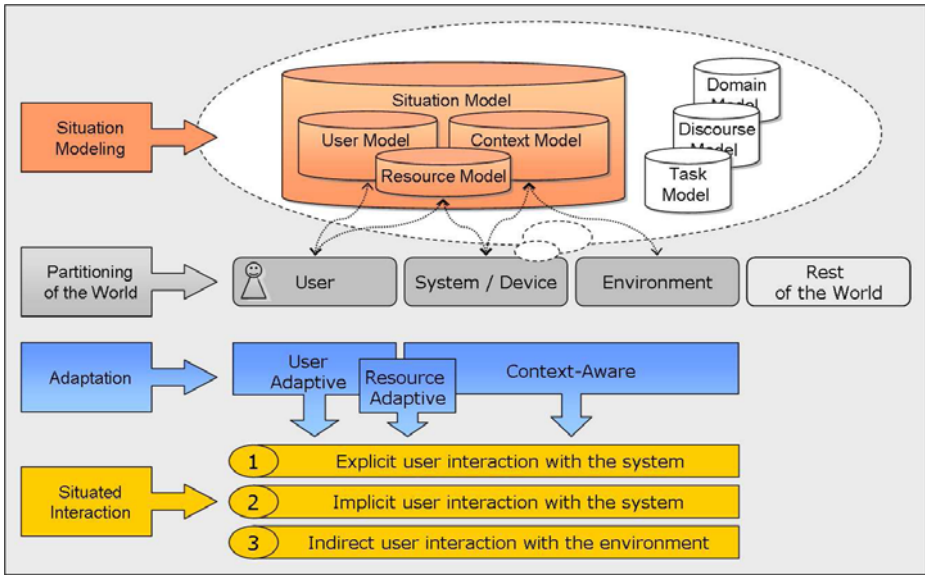 Situation
Modeling
Situation Model
User Model
Context Model
Resource Model
Domain
Model
Discourse
Model
Task
Model
Partitioning
of the World
User
System / Device
Environment
Rest
of the World
Adaptation
User
Adaptive
Resource
Adaptive
Context-Aware
Situated
Interaction
1 Explicit user interaction with the system
2 Implicit user interaction with the system
3 Indirect user interaction with the environment